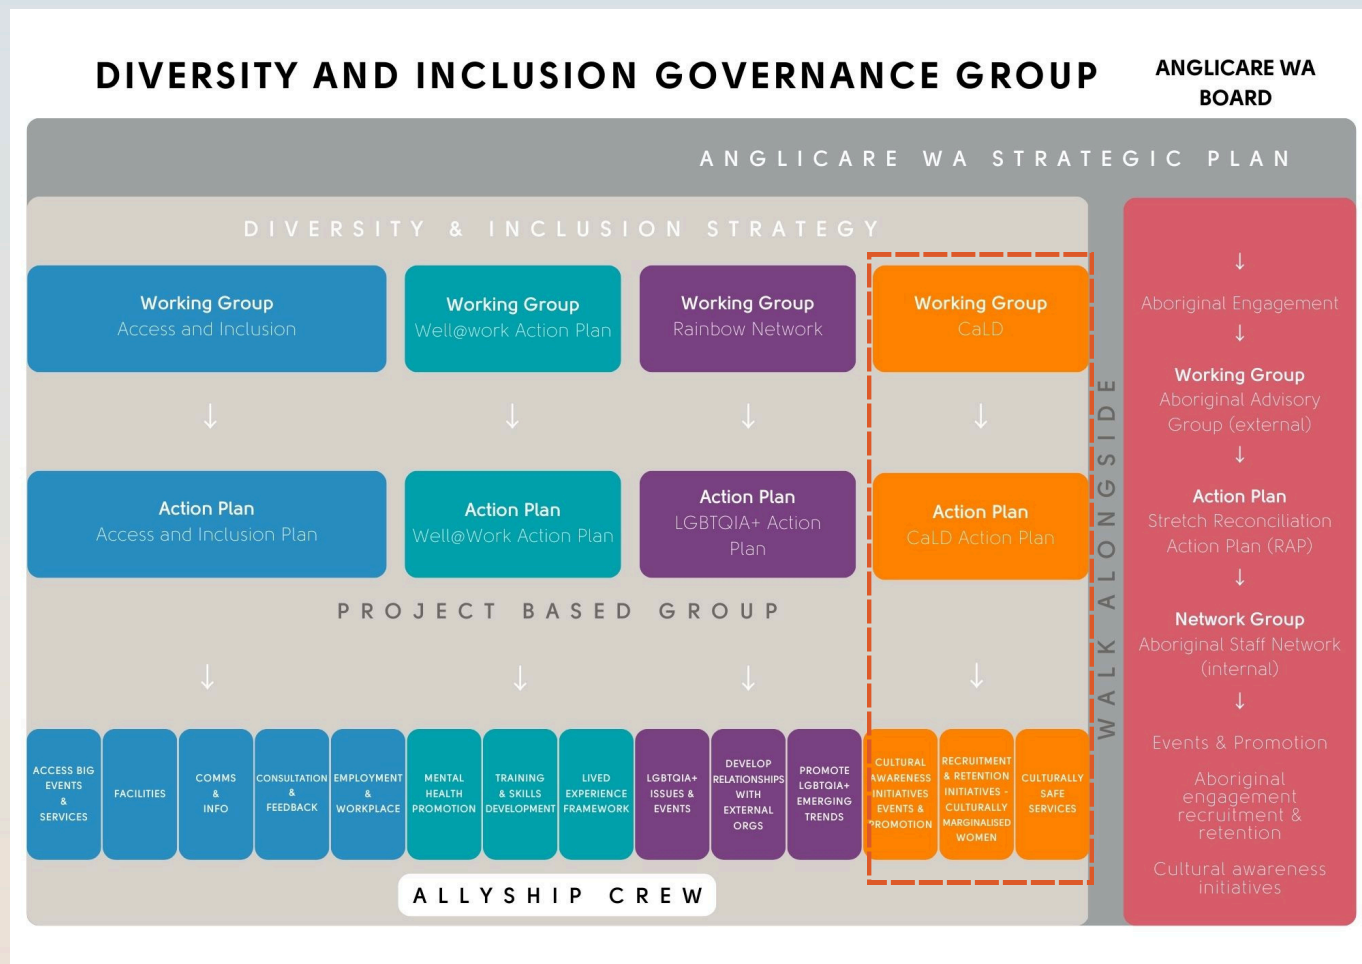 DIVERSITY AND INCLUSION GOVERNANCE GROUP
ANGLICARE WA
BOARD
ANGLICARE WA STRATEGIC PLAN
DIVERSITY & INCLUSION STRATEGY
Working Group
Access and Inclusion
Working Group
Well@work Action Plan
Working Group
Rainbow Network
Working Group
CaLD
↓
↓
↓
↓
Action Plan
Access and Inclusion Plan
Action Plan
Well@Work Action Plan
Action Plan
LGBTQIA+ Action
Plan
Action Plan
CaLD Action Plan
PROJECT BASED GROUP
↓
↓
↓
↓
ACCESS BIG
EVENTS
&
SERVICES
FACILITIES
COMMS
&
INFO
CONSULTATION
&
FEEDBACK
EMPLOYMENT
&
WORKPLACE
MENTAL
HEALTH
PROMOTION
TRAINING
& SKILLS
DEVELOPMENT
LIVED
EXPERIENCE
FRAMEWORK
LGBTQIA+
ISSUES &
EVENTS
DEVELOP
RELATIONSHIPS
WITH
EXTERNAL
ORGS
PROMOTE
LGBTQIA+
EMERGING
TRENDS
CULTURAL
AWARENESS
INITIATIVES
EVENTS &
PROMOTION
RECRUITMENT
& RETENTION
INITIATIVES -
CULTURALLY
MARGINALISED
WOMEN
CULTURALLY
SAFE
SERVICES
ALLYSHIP CREW
WALK ALONGSIDE
↓
Aboriginal Engagement
↓
Working Group
Aboriginal Advisory
Group (external)
↓
Action Plan
Stretch Reconciliation
Action Plan (RAP)
↓
Network Group
Aboriginal Staff Network
(internal)
↓
Events & Promotion
Aboriginal
engagement
recruitment &
retention
Cultural awareness
initiatives